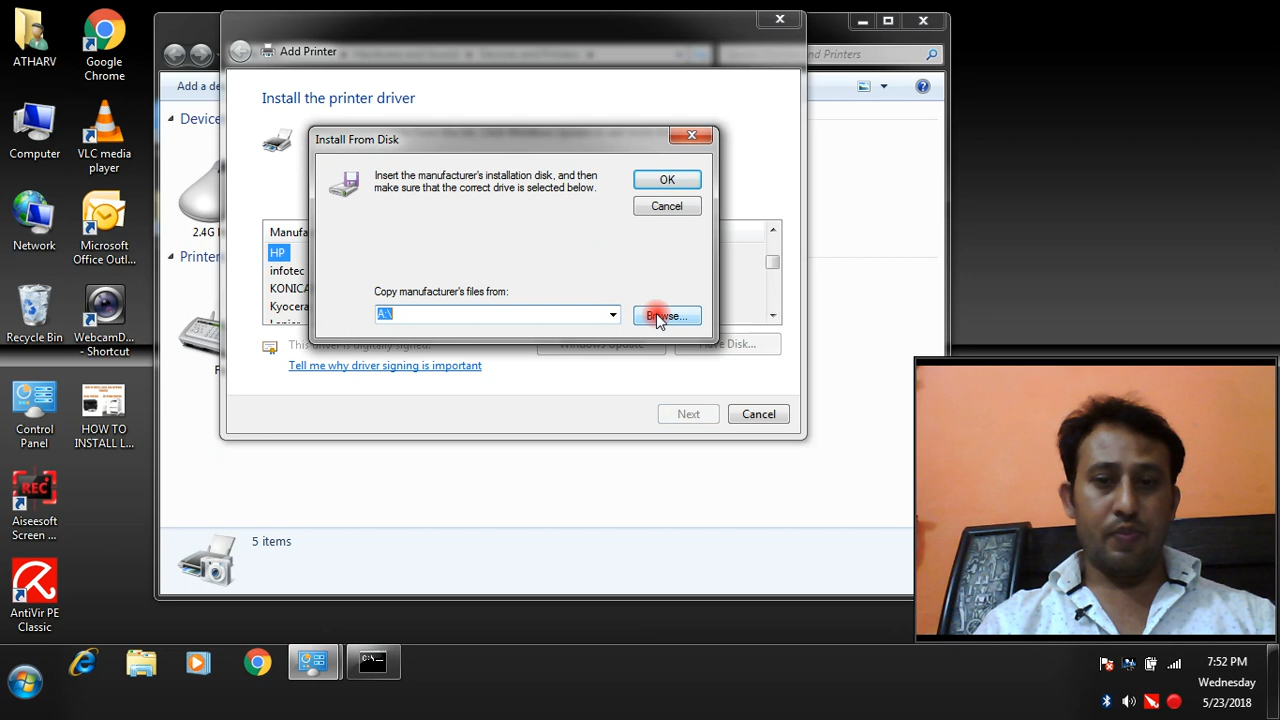 ATHARV
Google
Chrome
Computer
VLC media
player
Network
Microsoft
Office Outl...
Recycle Bin
WebcamD...
- Shortcut
Control
Panel
HOW TO
INSTALL L...
Aiseesoft
Screen ...
AntiVir PE
Classic
Add Printer
Printers
Add a de
Device
2.4G
Printer
Install the printer driver
Install From Disk
Insert the manufacturer's installation disk, and then
make sure that the correct drive is selected below.
OK
Cancel
Copy manufacturer's files from:
A:\
Browse...
Manufa
HP
infotec
KONICA
Kyocera
This driver is digitally signed.
Windows Update
Have Disk...
Tell me why driver signing is important
Next
Cancel
5 items
REC
C:\
7:52 PM
Wednesday
5/23/2018